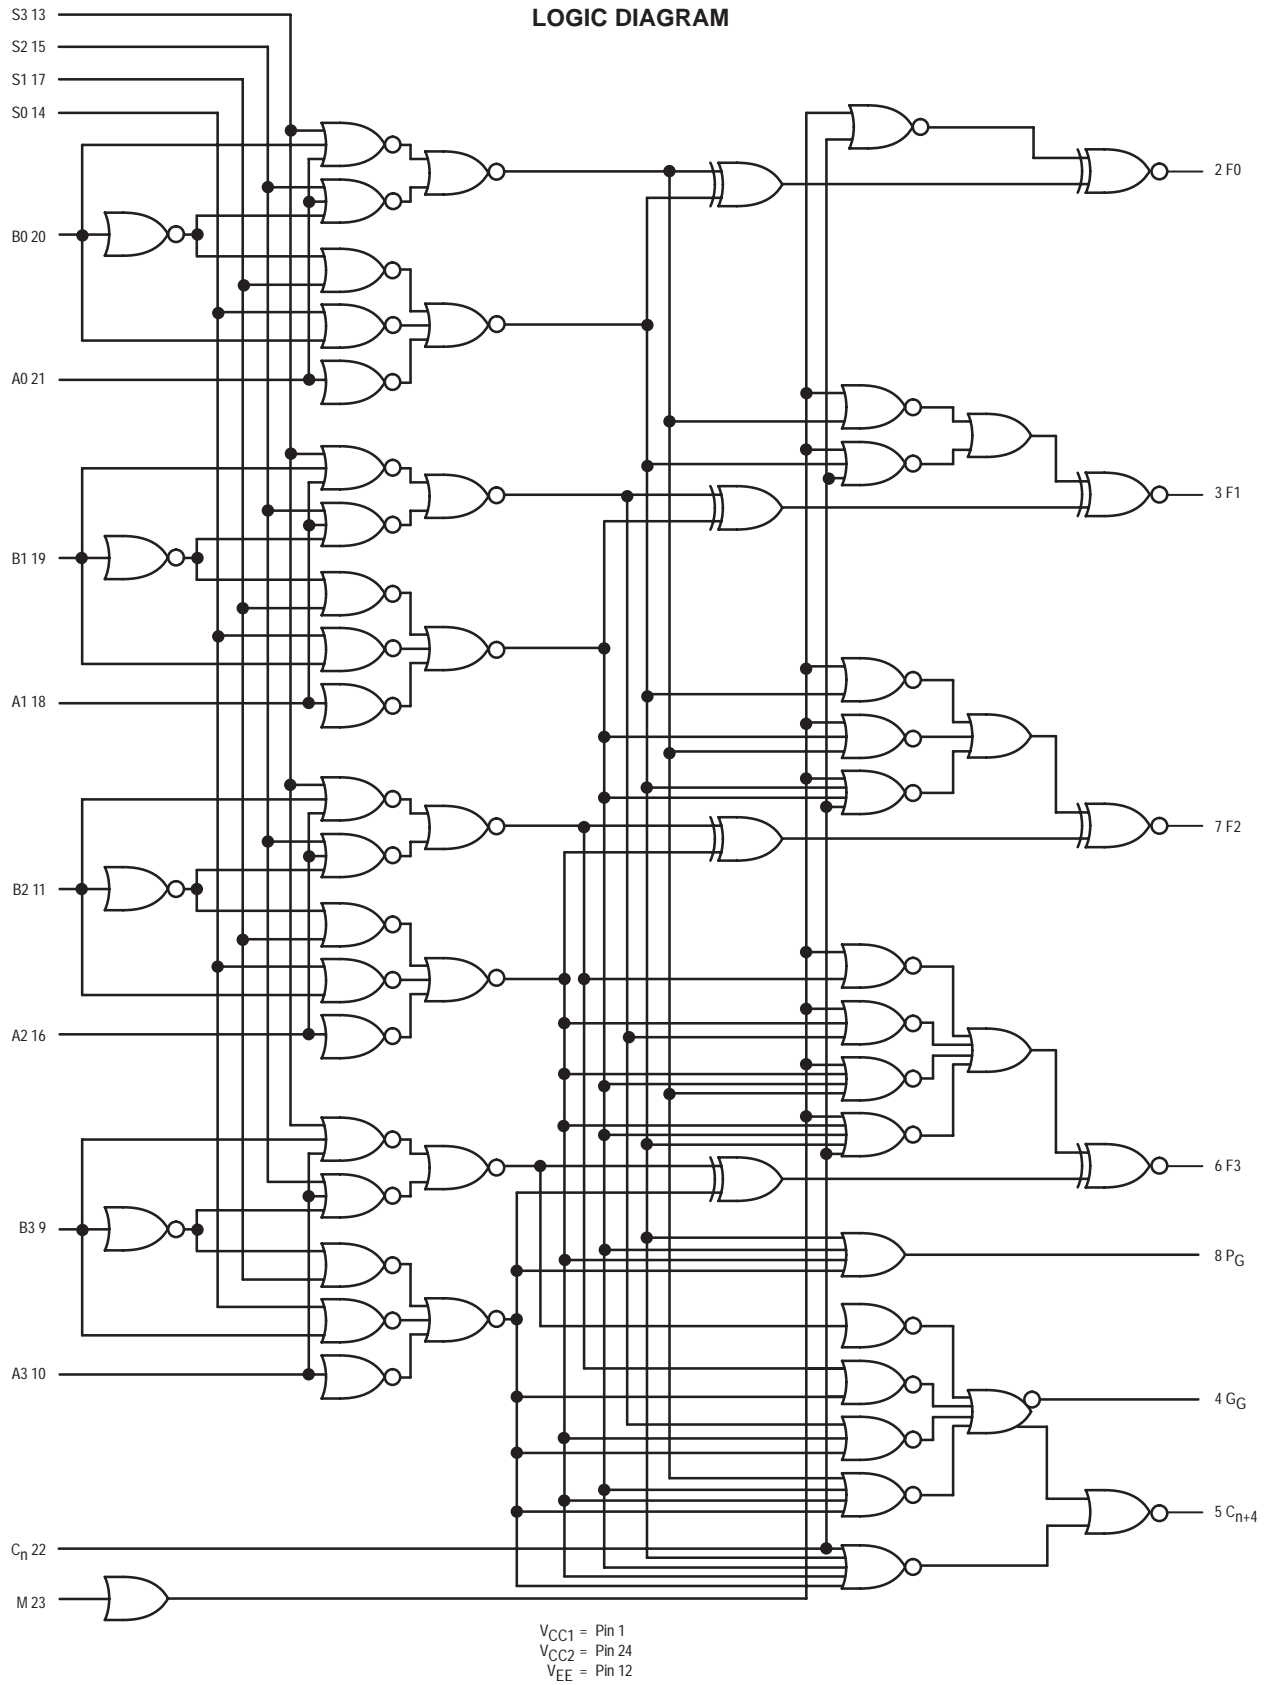 LOGIC DIAGRAM
S3 13
S2 15
S1 17
S0 14
2 F0
B0 20
A0 21
3 F1
B1 19
A1 18
7 F2
B2 11
A2 16
6 F3
B3 9
8 PG
A3 10
4 GG
5 Cn+4
Cn 22
M 23
VCC1 = Pin 1
VCC2 = Pin 24
VEE = Pin 12